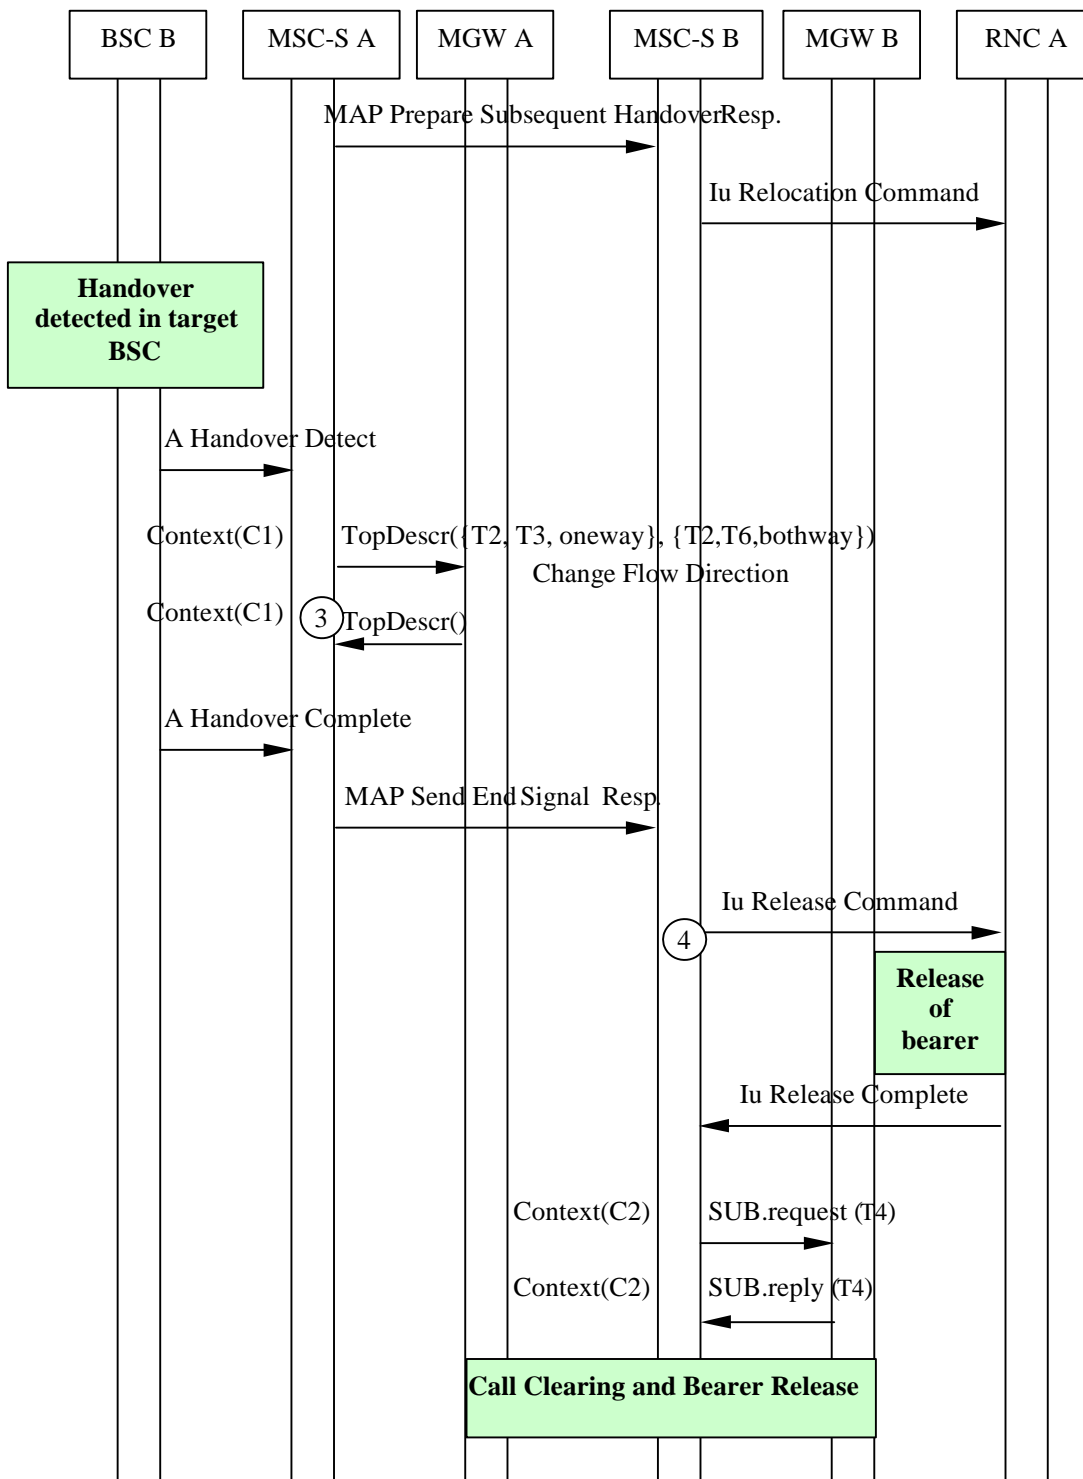 BSC B
MSC-S A
MGW A
MSC-S B
MGW B
RNC A
MAP Prepare Subsequent HandoverResp.
Iu Relocation Command
Handover
detected in target
BSC
A Handover Detect
Context(C1)
TopDescr({T2, T3, oneway}, {T2,T6,bothway})
Change Flow Direction
Context(C1)
3
TopDescr()
A Handover Complete
MAP Send End Signal Resp.
Iu Release Command
4
Release
of
bearer
Iu Release Complete
Context(C2)
SUB.request (T4)
Context(C2)
SUB.reply (T4)
Call Clearing and Bearer Release